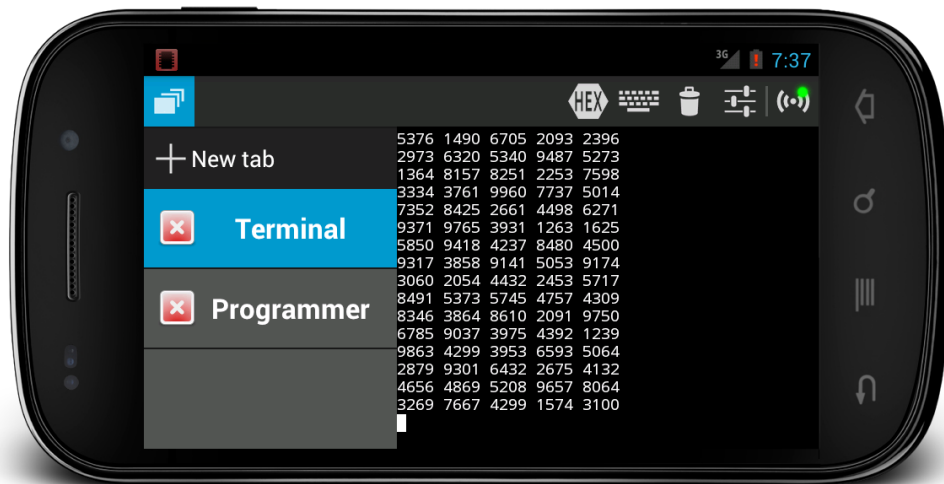 3G 7:37
HEX
New tab
Terminal
Programmer
5376 1490 6705 2093 2396
2973 6320 5340 9487 5273
1364 8157 8251 2253 7598
3334 3761 9960 7737 5014
7352 8425 2661 4498 6271
9371 9765 3931 1263 1625
5850 9418 4237 8480 4500
9317 3858 9141 5053 9174
3060 2054 4432 2453 5717
8491 5373 5745 4757 4309
8346 3864 8610 2091 9750
6785 9037 3975 4392 1239
9863 4299 3953 6593 5064
2879 9301 6432 2675 4132
4656 4869 5208 9657 8064
3269 7667 4299 1574 3100